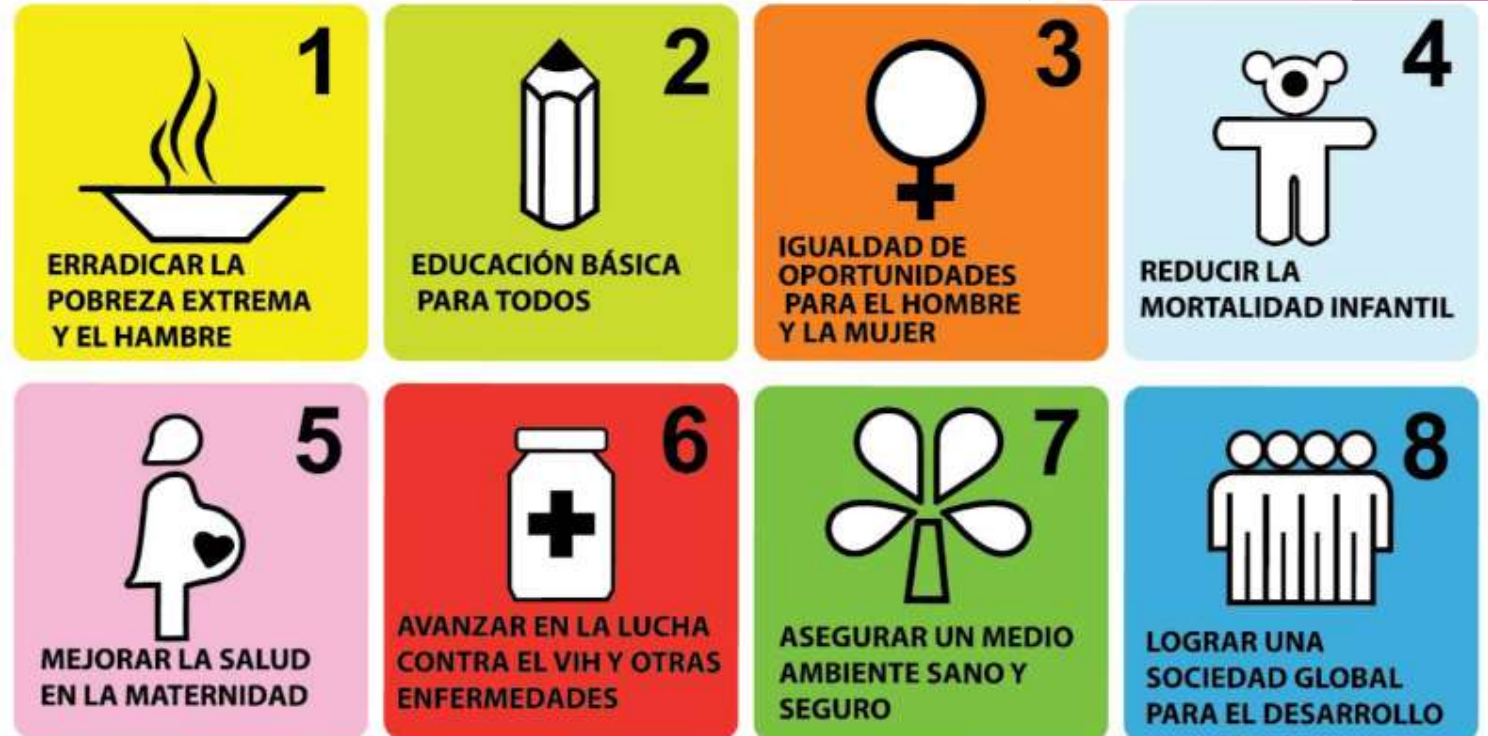 1
ERRADICAR LA
POBREZA EXTREMA
Y EL HAMBRE
2
EDUCACIÓN BÁSICA
PARA TODOS
3
IGUALDAD DE
OPORTUNIDADES
PARA EL HOMBRE
Y LA MUJER
4
REDUCIR LA
MORTALIDAD INFANTIL
5
MEJORAR LA SALUD
EN LA MATERNIDAD
6
AVANZAR EN LA LUCHA
CONTRA EL VIH Y OTRAS
ENFERMEDADES
7
ASEGURAR UN MEDIO
AMBIENTE SANO Y
SEGURO
8
LOGRAR UNA
SOCIEDAD GLOBAL
PARA EL DESARROLLO